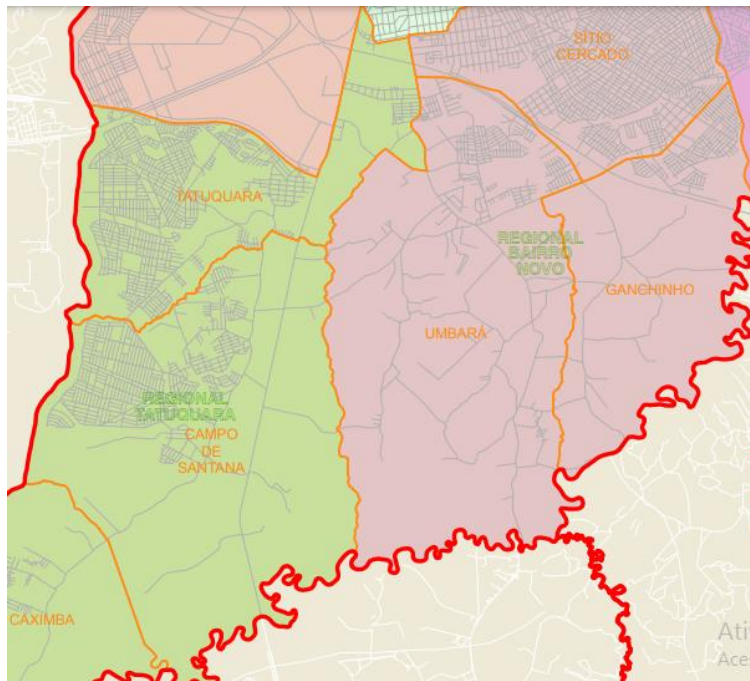 SÍTIO
CERCADO
TATUQUARA
REGIONAL
BAIRRO
NOVO
GANCHINHO
UMBARÁ
REGIONAL
TATUQUARA
CAMPO
DE
SANTANA
CAXIMBA
Ati
Ace